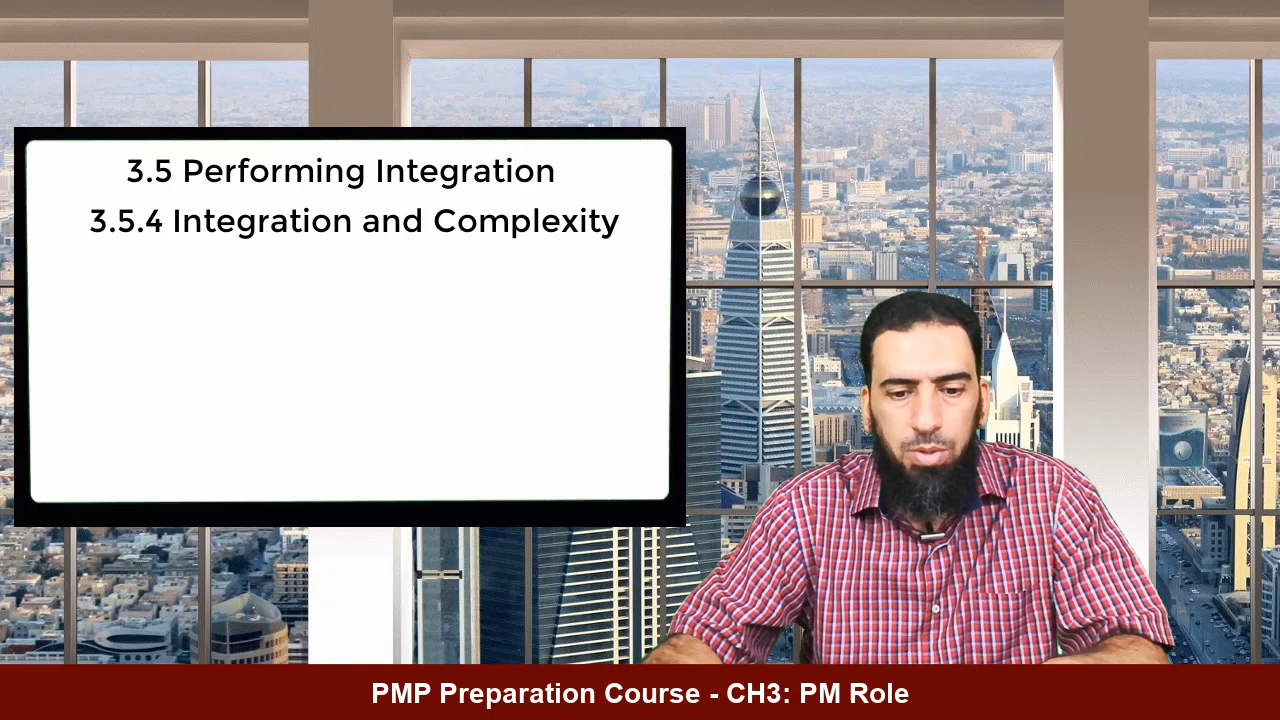 3.5 Performing Integration
3.5.4 Integration and Complexity
PMP Preparation Course - CH3: PM Role